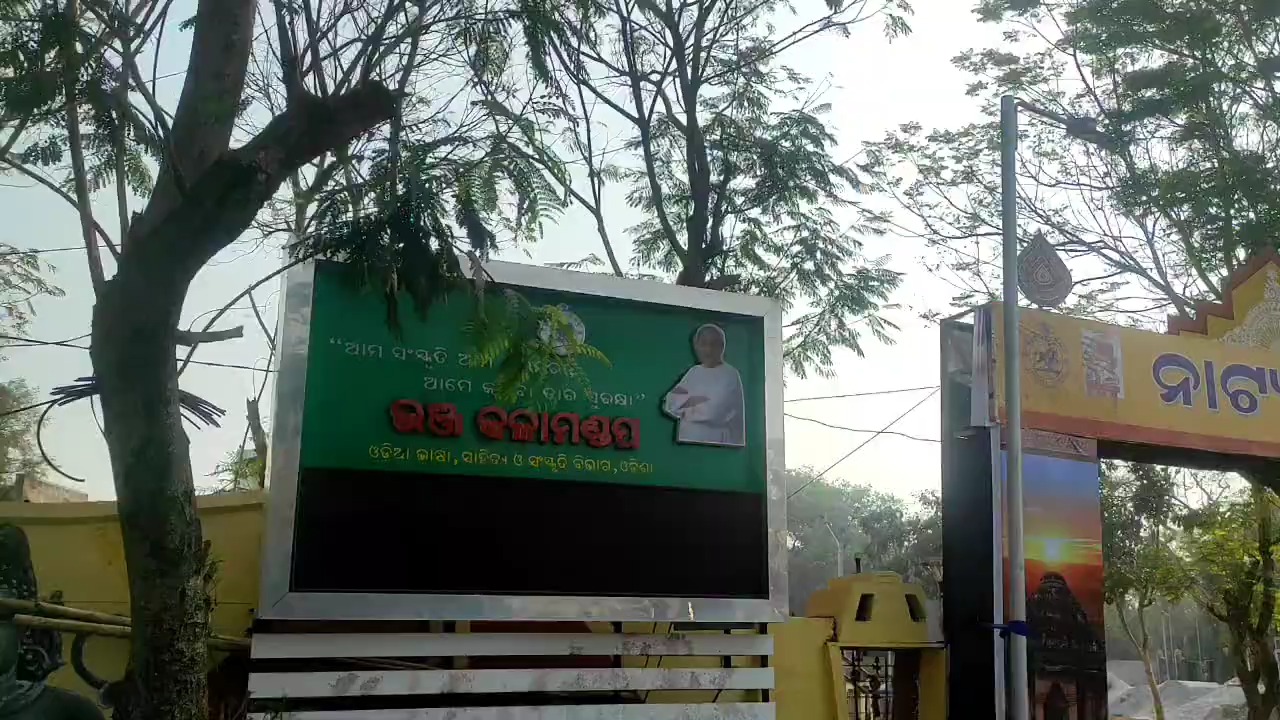 “ଆମ ସଂସ୍କୃତି
ଆମେ ତାର ସୁରକ୍ଷା”
ଭଞ୍ଜ କଳାମଣ୍ଡପ
ଓଡ଼ିଆ ଭାଷା, ସାହିତ୍ୟ ଓ ସଂସ୍କୃତି ବିଭାଗ, ଓଡ଼ିଶା
ନାଟ୍ୟ